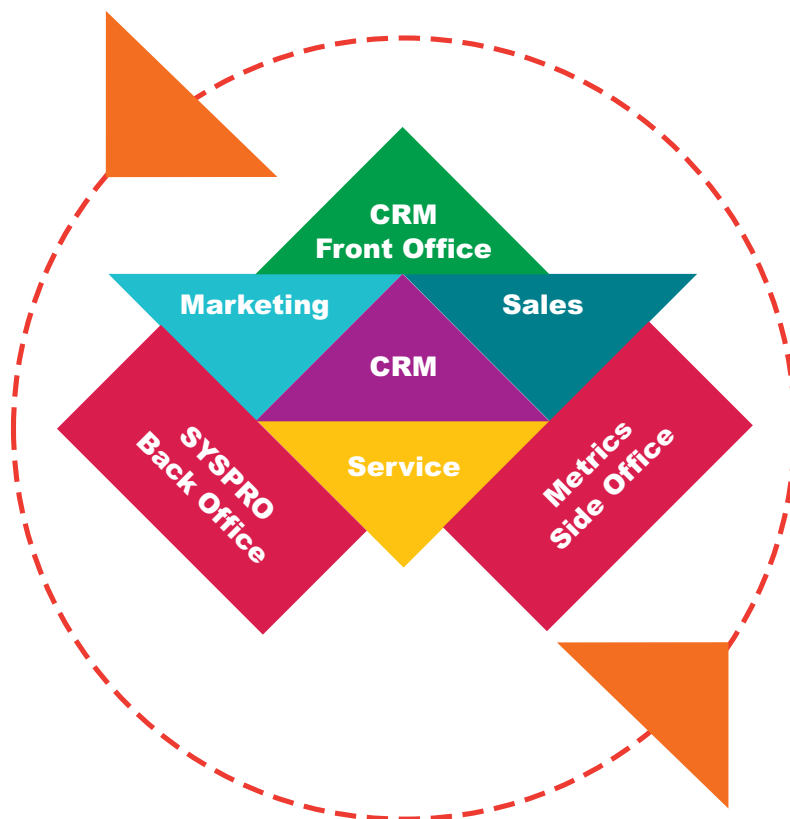 CRM
Front Office
Marketing
Sales
CRM
Service
SYSPRO
Back Office
Metrics
Side Office